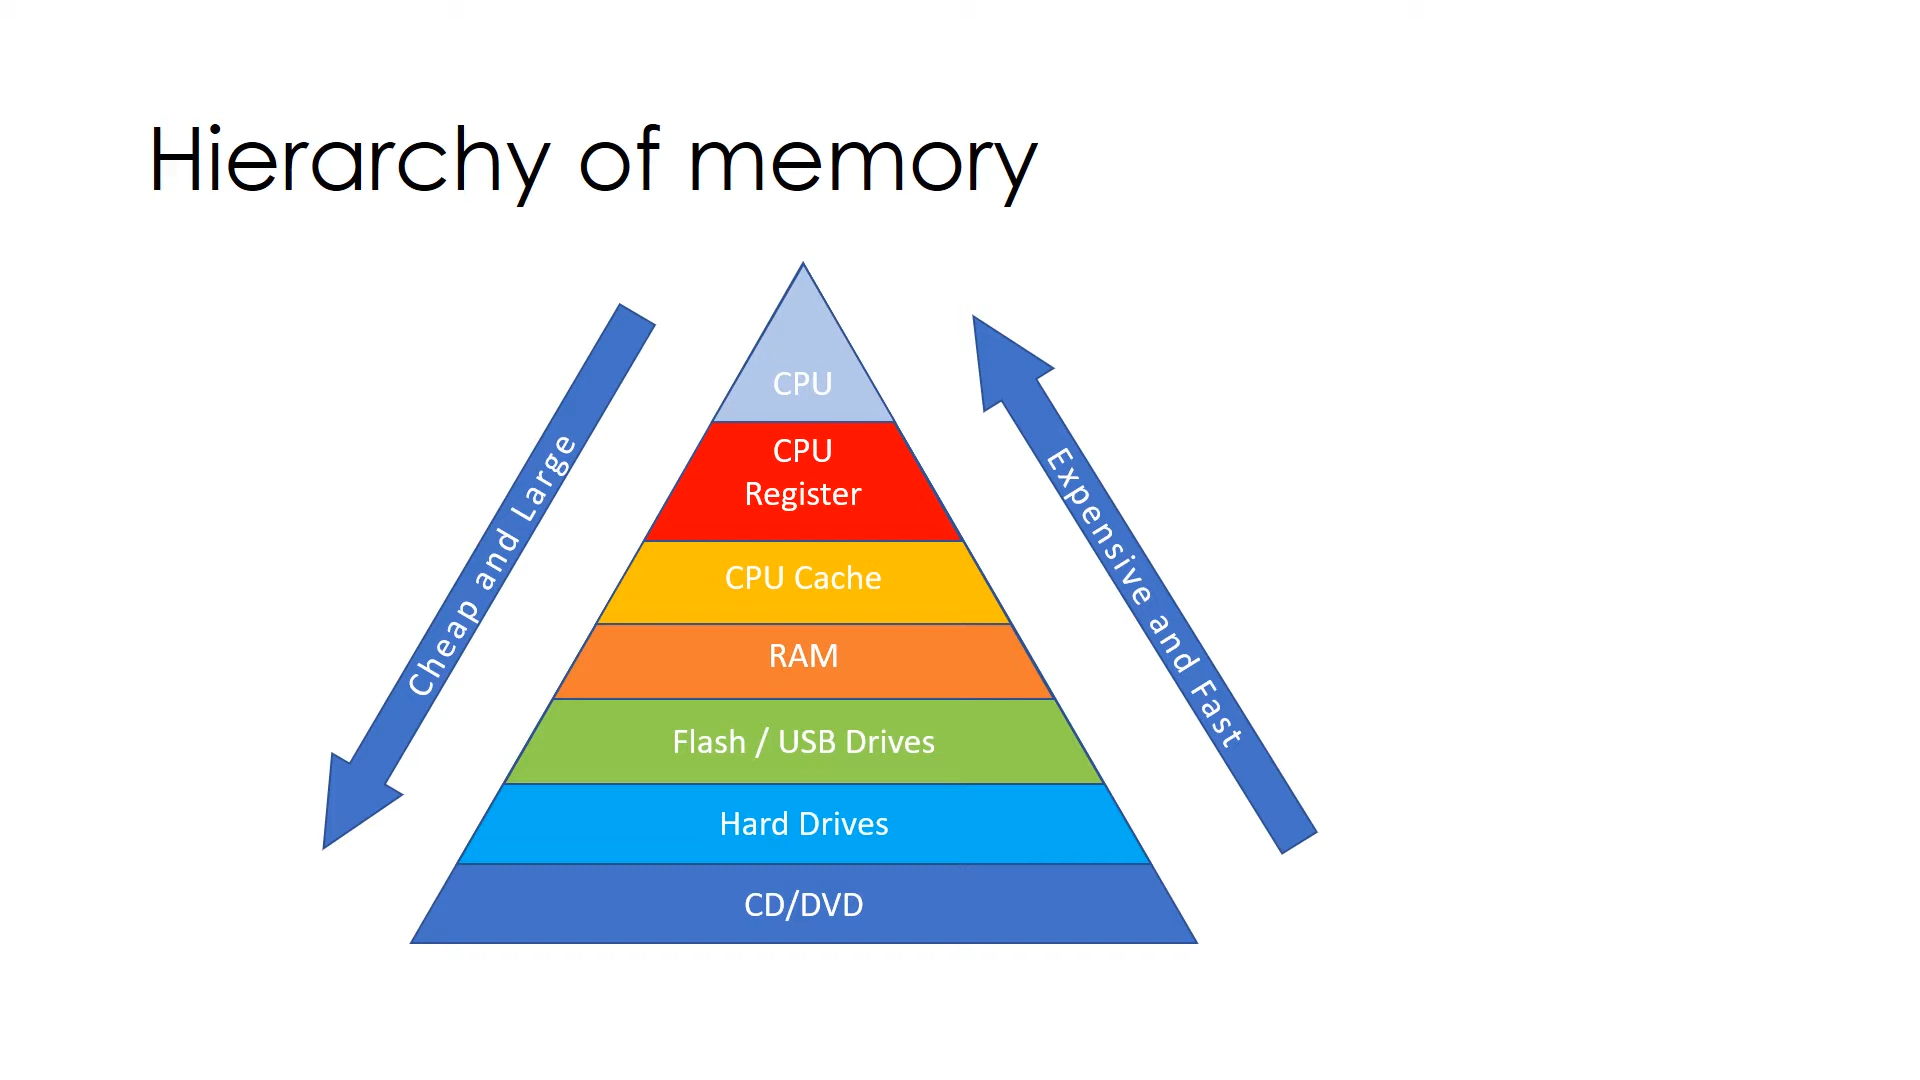 Hierarchy of memory
CPU
CPU
Register
CPU Cache
RAM
Flash / USB Drives
Hard Drives
CD/DVD
Cheap and Large
Expensive and Fast